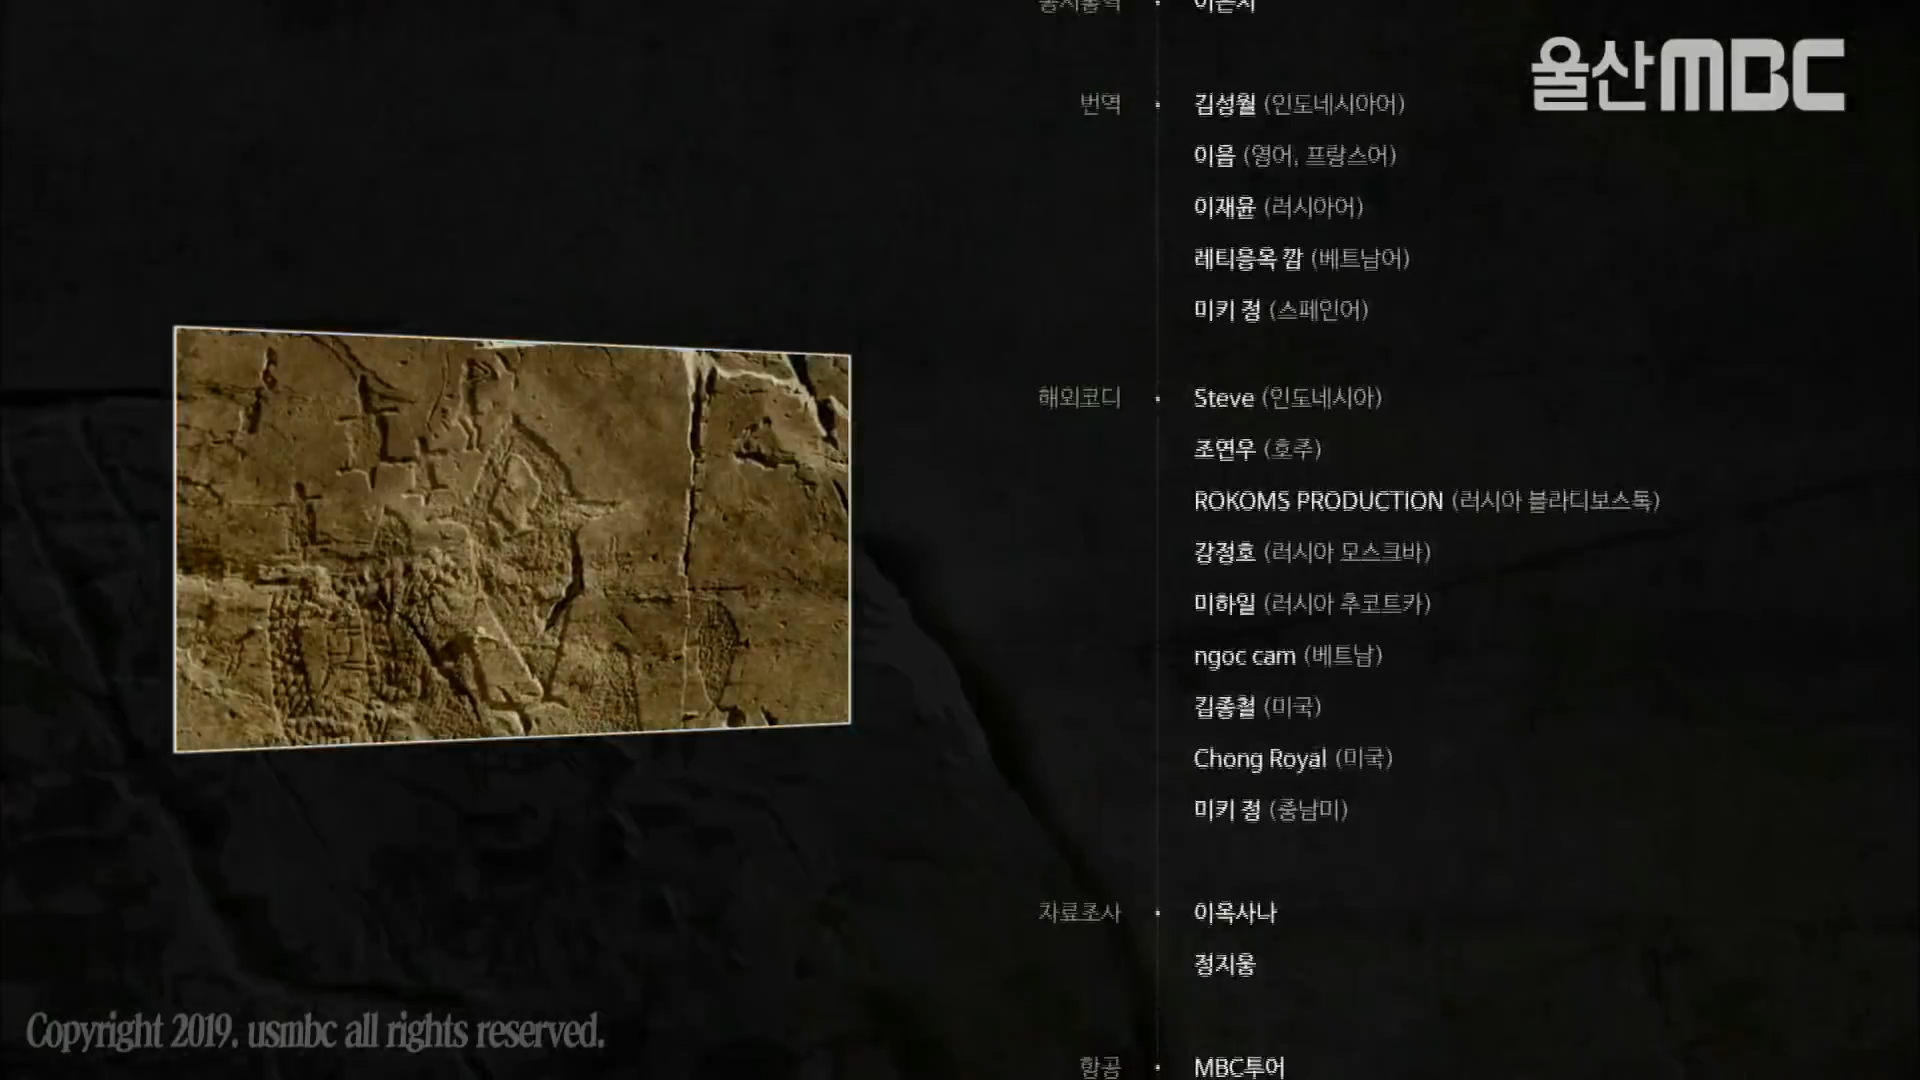 울산MBC
번역 · 김성월 (인도네시아어)
이음 (영어, 프랑스어)
이재윤 (러시아어)
레티응옥 깜 (베트남어)
미키 정 (스페인어)
해외코디 · Steve (인도네시아)
조연우 (호주)
ROKOMS PRODUCTION (러시아 블라디보스톡)
강정호 (러시아 모스크바)
미하일 (러시아 추코트카)
ngoc cam (베트남)
김종철 (미국)
Chong Royal (미국)
미키 정 (중남미)
자료조사 · 이옥사나
정지웅
항공 · MBC투어
Copyright 2019. usmbc all rights reserved.